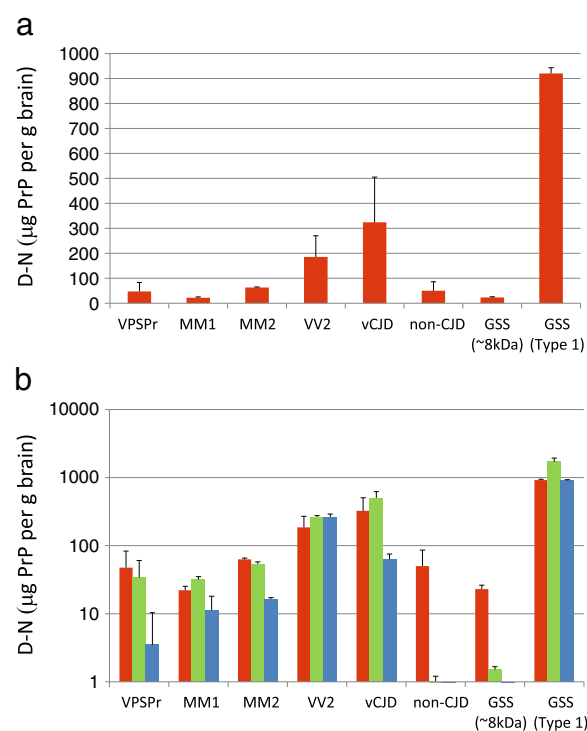 a
D-N (μg PrP per g brain)
1000
900
800
700
600
500
400
300
200
100
0
VPSPr MM1 MM2 VV2 vCJD non-CJD GSS GSS
(~8kDa) (Type 1)
b
D-N (μg PrP per g brain)
10000
1000
100
10
1
VPSPr MM1 MM2 VV2 vCJD non-CJD GSS GSS
(~8kDa) (Type 1)